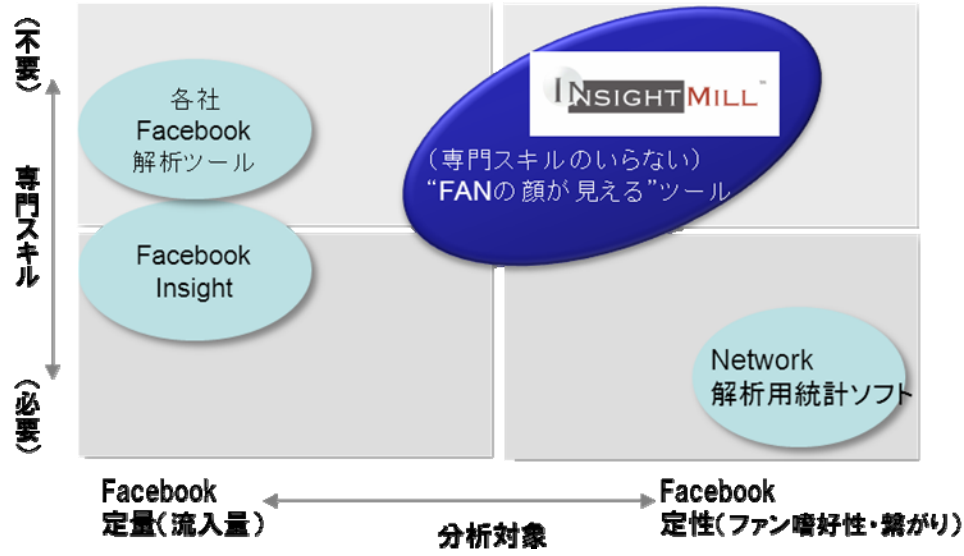 （不要）
専門スキル
（必要）
各社
Facebook
解析ツール
Facebook
Insight
INSIGHTMILL™
（専門スキルのいらない）
“FANの顔が見える”ツール
Network
解析用統計ソフト
Facebook
定量（流入量）
分析対象
Facebook
定性（ファン嗜好性・繋がり）